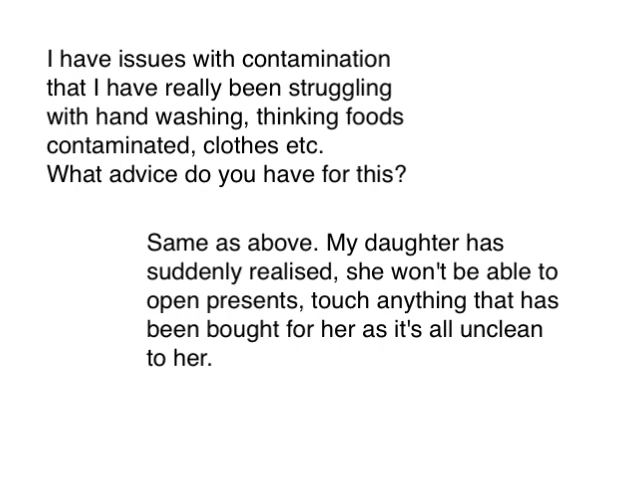 I have issues with contamination
that I have really been struggling
with hand washing, thinking foods
contaminated, clothes etc.
What advice do you have for this?
Same as above. My daughter has
suddenly realised, she won't be able to
open presents, touch anything that has
been bought for her as it's all unclean
to her.